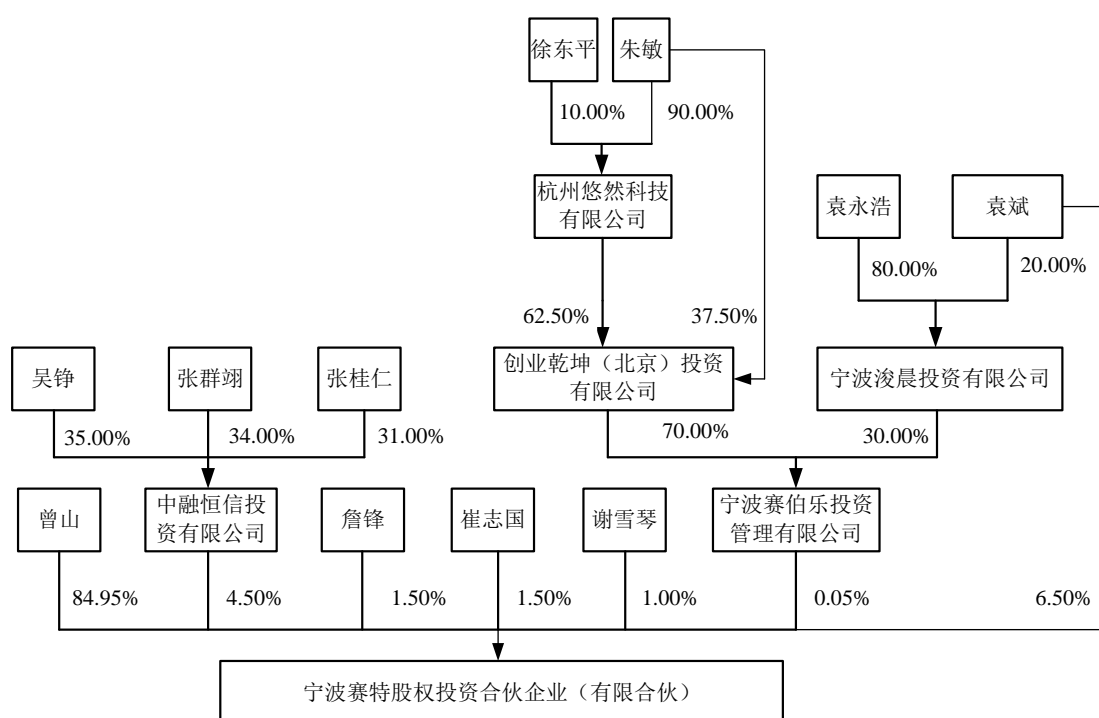 徐东平
朱敏
10.00%
90.00%
杭州悠然科技
有限公司
袁永浩
袁斌
80.00%
20.00%
62.50%
37.50%
吴铮
张群翊
张桂仁
创业乾坤（北京）投资
有限公司
宁波浚晨投资有限公司
35.00%
34.00%
31.00%
70.00%
30.00%
曾山
中融恒信投
资有限公司
詹锋
崔志国
谢雪琴
宁波赛伯乐投资
管理有限公司
84.95%
4.50%
1.50%
1.50%
1.00%
0.05%
6.50%
宁波赛特股权投资合伙企业（有限合伙）